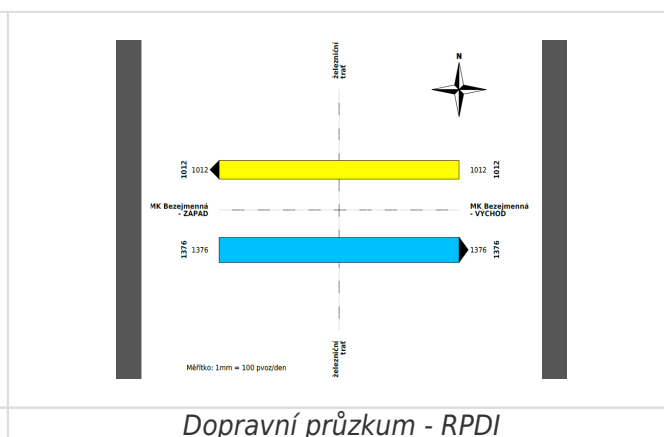 železniční
trať
N
1012 1012
1012 1012
MK Bezejmenná
- ZÁPAD
MK Bezejmenná
- VÝCHOD
1376 1376
1376 1376
železniční
trať
Měřítko: 1mm = 100 pvoz/den
Dopravní průzkum - RPDI